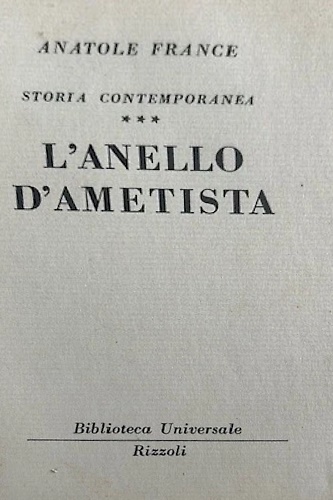 ANATOLE FRANCE
STORIA CONTEMPORANEA
***
L'ANELLO
D'AMETISTA
Biblioteca Universale
Rizzoli